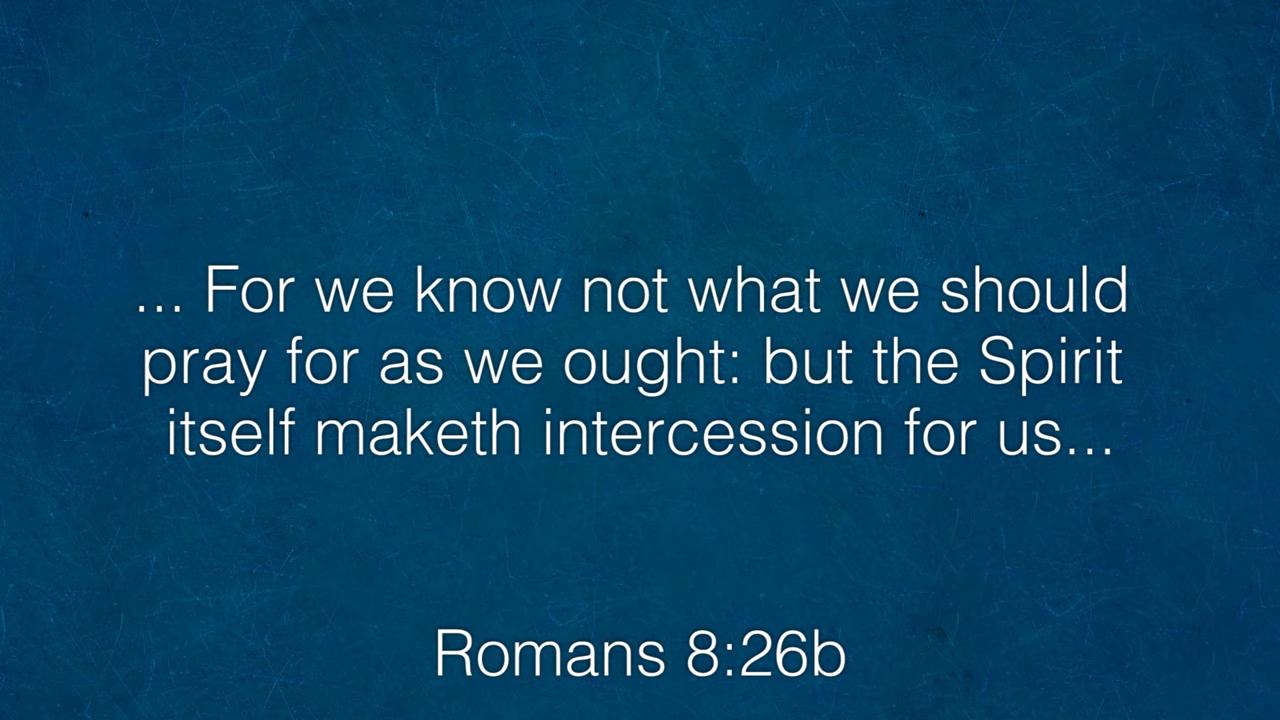 ... For we know not what we should
pray for as we ought: but the Spirit
itself maketh intercession for us...
Romans 8:26b